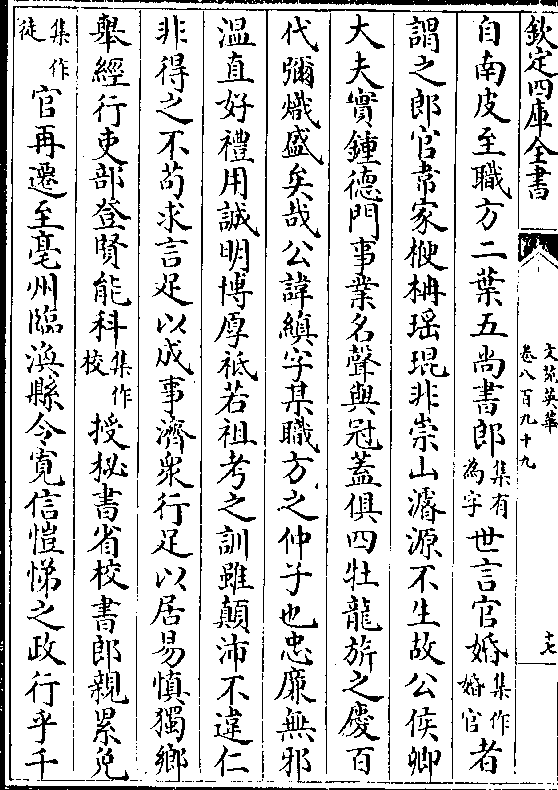 欽定四庫全書
文苑英華
卷八百九十九
十七
自南皮至職方二葉五尚書郎集有為字世言官婚集作婚官者
謂之郎官韋家楩柟瑶琨非崇山濬源不生故公侯卿
大夫實鍾德門事業名聲與冠蓋俱四牡龍旂之慶百
代彌熾盛矣哉公諱縝字某職方之仲子也忠廉無邪
温直好禮用誠明博厚祗若祖考之訓雖顛沛不違仁
非得之不苟求言足以成事濟衆行足以居易慎獨鄉
舉經行吏部登賢能科集作校授秘書省校書郎親累免
集作徒官再遷至亳州臨渙縣令寛信愷悌之政行乎千